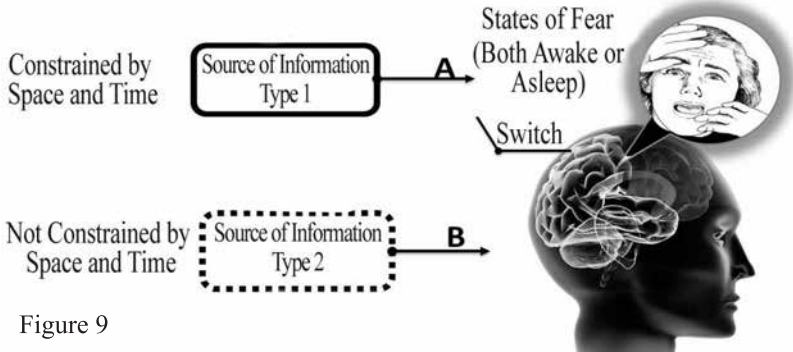 Constrained by
Space and Time
Source of Information
Type 1
A
States of Fear
(Both Awake or
Asleep)
Switch
Not Constrained by
Space and Time
Source of Information
Type 2
B
Figure 9